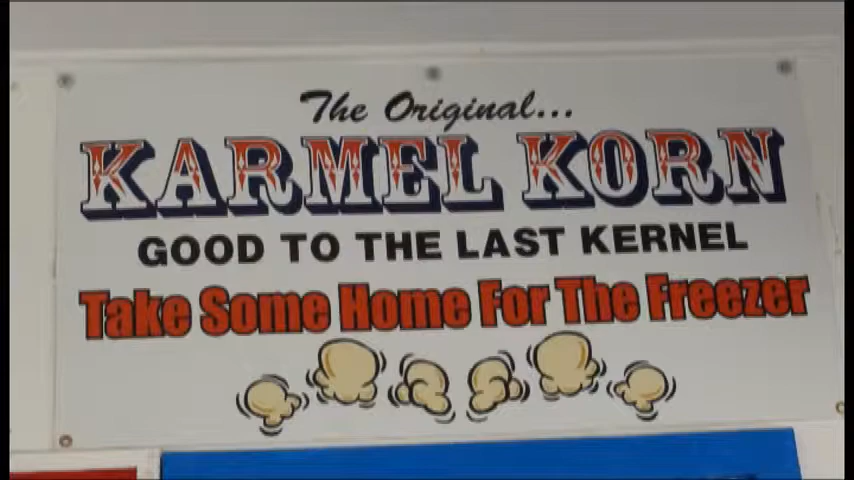 The Original...
KARMEL KORN
GOOD TO THE LAST KERNEL
Take Some Home For The Freezer